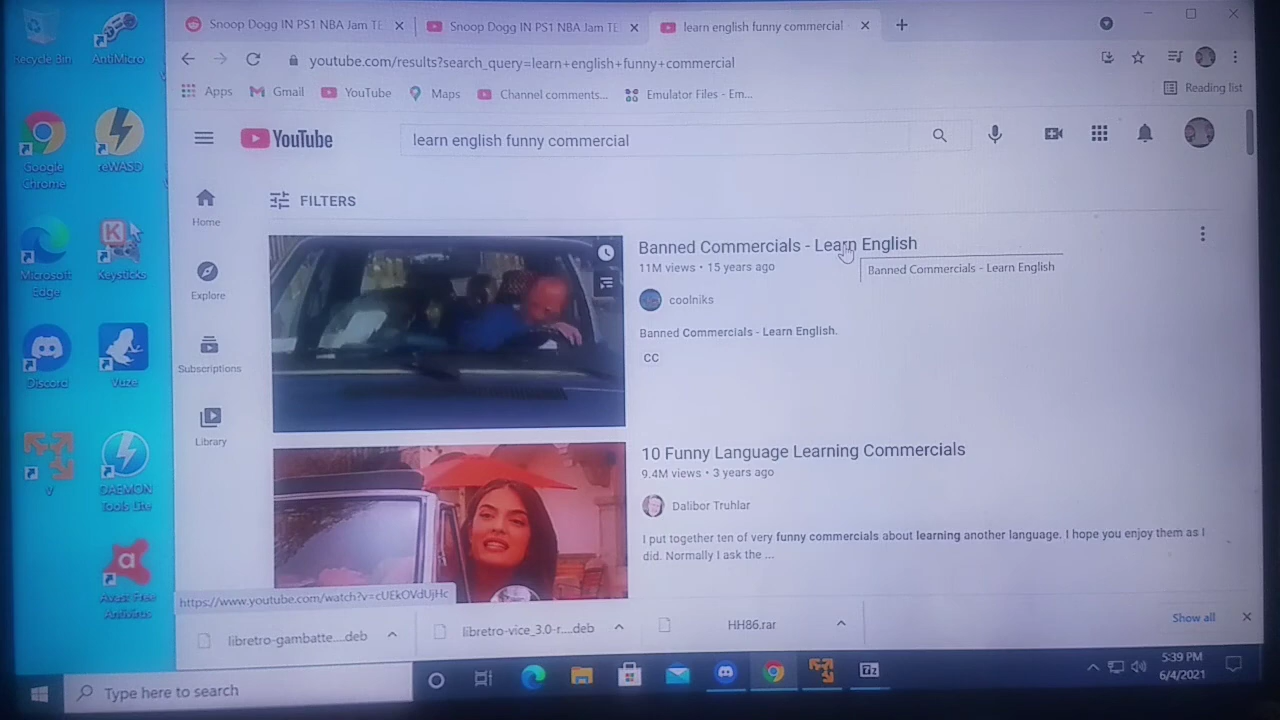 Snoop Dogg IN PS1 NBA Jam TE
Snoop Dogg IN PS1 NBA Jam TE
learn english funny commercial
youtube.com/results?search_query=learn+english+funny+commercial
Apps
Gmail
YouTube
Maps
Channel comments...
Emulator Files - Em...
Reading list
YouTube
learn english funny commercial
FILTERS
Home
Explore
Subscriptions
Library
Banned Commercials - Learn English
11M views • 15 years ago
Banned Commercials - Learn English
coolniks
Banned Commercials - Learn English.
CC
10 Funny Language Learning Commercials
9.4M views • 3 years ago
Dalibor Truhlar
I put together ten of very funny commercials about learning another language. I hope you enjoy them as I
did. Normally I ask the ...
https://www.youtube.com/watch?v=cUEkOVdUjHc
libretro-gambatte....deb
libretro-vice_3.0-r....deb
HH86.rar
Show all
Recycle Bin
AntiMicro
Google
Chrome
reWASD
Microsoft
Edge
Keysticks
Discord
Vuze
V
DAEMON
Tools Lite
Avast Free
Antivirus
Type here to search
5:39 PM
6/4/2021